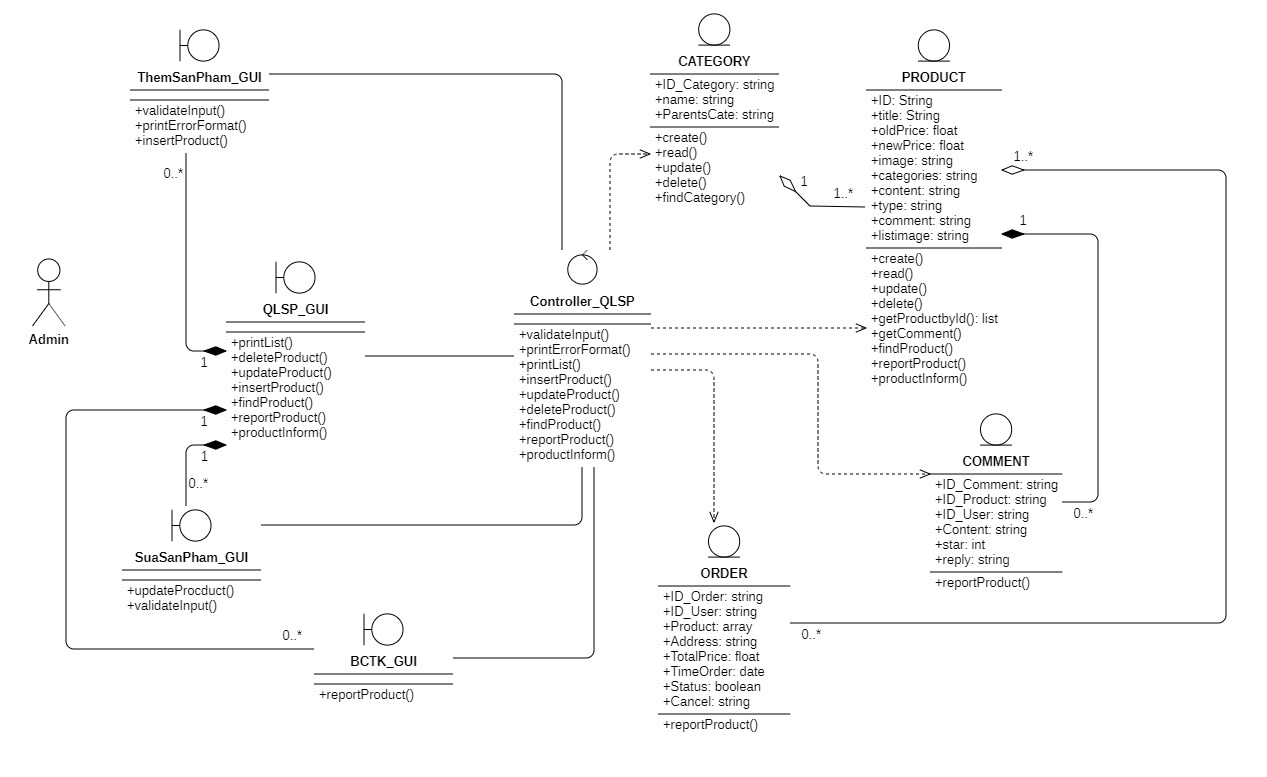 ThemSanPham_GUI
+validateInput()
+printErrorFormat()
+insertProduct()
0..*
Admin
QLSP_GUI
+printList()
+deleteProduct()
+updateProduct()
+insertProduct()
+findProduct()
+reportProduct()
+productInform()
1
1
1
0..*
SuaSanPham_GUI
+updateProcduct()
+validateInput()
0..*
BCTK_GUI
+reportProduct()
Controller_QLSP
+validateInput()
+printErrorFormat()
+printList()
+insertProduct()
+updateProduct()
+deleteProduct()
+findProduct()
+reportProduct()
+productInform()
CATEGORY
+ID_Category: string
+name: string
+ParentsCate: string
+create()
+read()
+update()
+delete()
+findCategory()
1
1..*
PRODUCT
+ID: String
+title: String
+oldPrice: float
+newPrice: float
+image: string
+categories: string
+content: string
+type: string
+comment: string
+listimage: string
+create()
+read()
+update()
+delete()
+getProductbyId(): list
+getComment()
+findProduct()
+reportProduct()
+productInform()
1..*
1
COMMENT
+ID_Comment: string
+ID_Product: string
+ID_User: string
+Content: string
+star: int
+reply: string
+reportProduct()
0..*
ORDER
+ID_Order: string
+ID_User: string
+Product: array
+Address: string
+TotalPrice: float
+TimeOrder: date
+Status: boolean
+Cancel: string
+reportProduct()
0..*